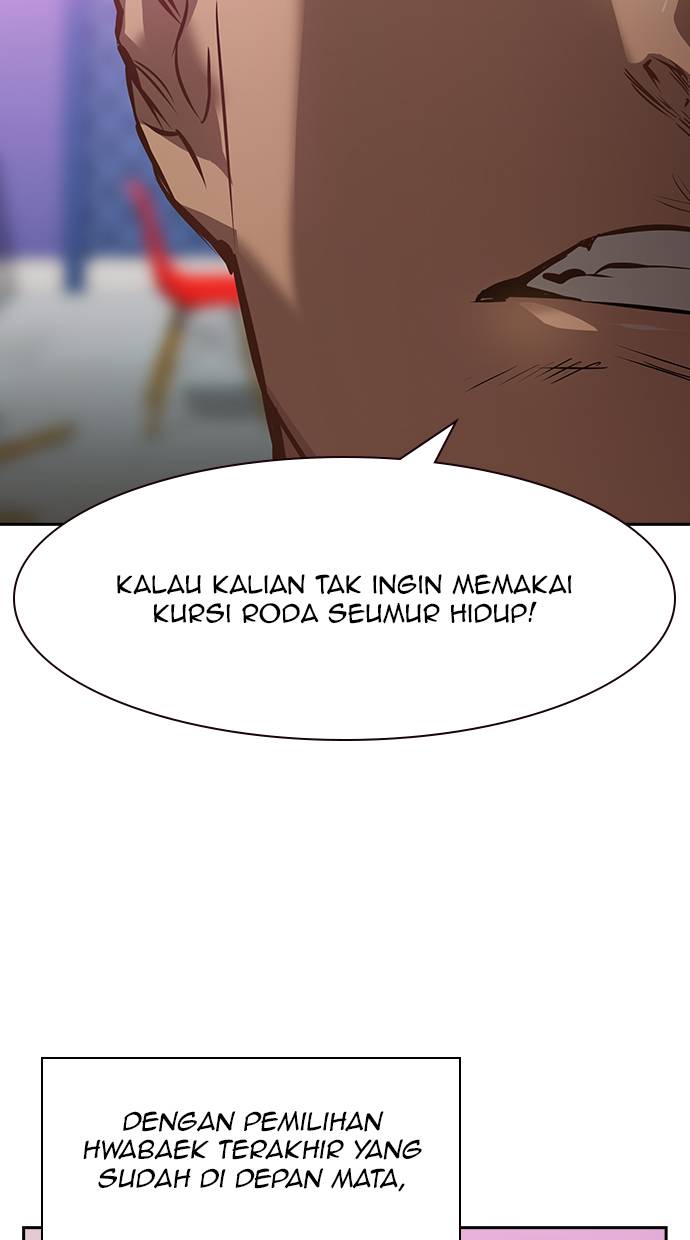 KALAU KALIAN TAK INGIN MEMAKAI
KURSI RODA SEUMUR HIDUP!
DENGAN PEMILIHAN
HWABAEK TERAKHIR YANG
SUDAH DI DEPAN MATA,